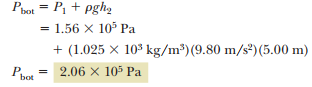 P_bot = P₁ + ρgh₂
= 1.56 × 10⁵ Pa
+ (1.025 × 10³ kg/m³)(9.80 m/s²)(5.00 m)
P_bot = 2.06 × 10⁵ Pa